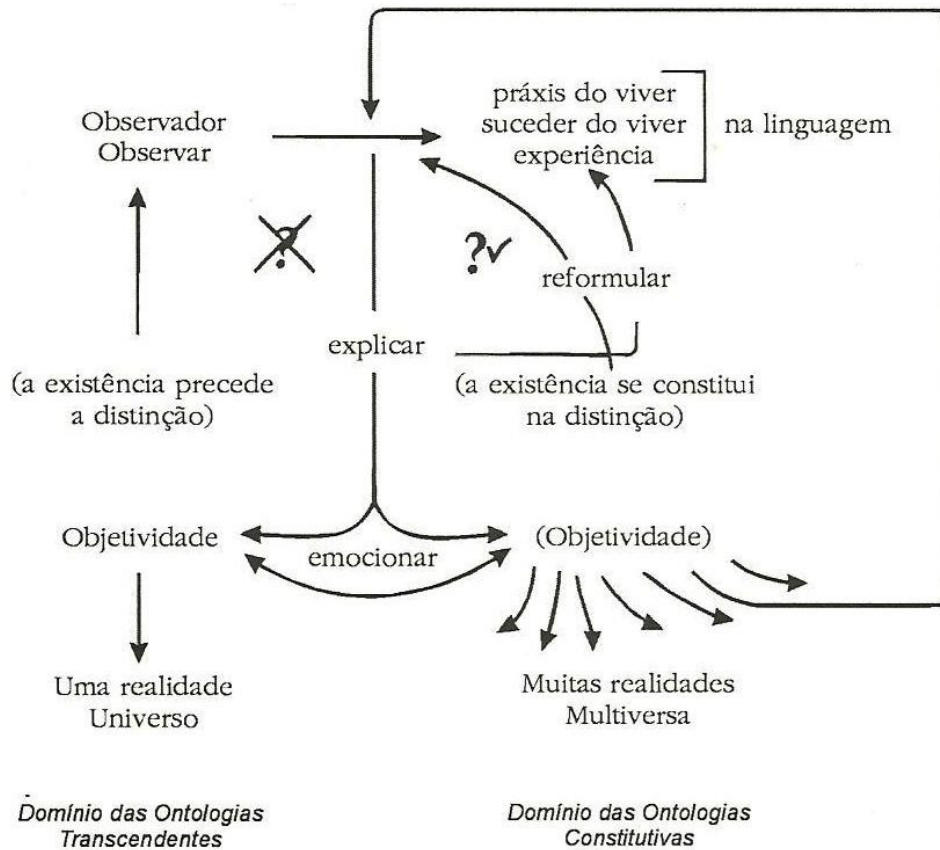 Observador
Observar
práxis do viver
suceder do viver
experiência
na linguagem
?
?✓
reformular
explicar
(a existência precede
a distinção)
(a existência se constitui
na distinção)
Objetividade
emocionar
(Objetividade)
Uma realidade
Universo
Muitas realidades
Multiversa
Domínio das Ontologias
Transcendentes
Domínio das Ontologias
Constitutivas